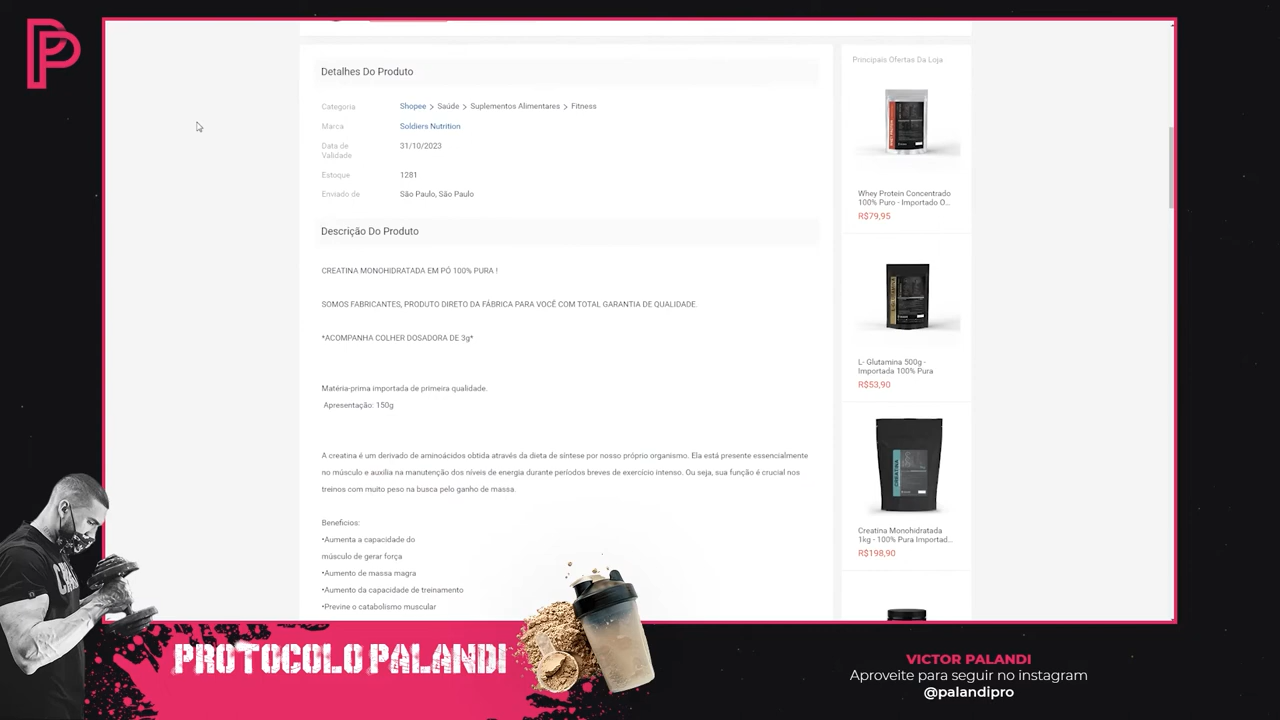 Detalhes Do Produto
Categoria
Shopee > Saúde > Suplementos Alimentares > Fitness
Marca
Soldiers Nutrition
Data de
Validade
31/10/2023
Estoque
1281
Enviado de
São Paulo, São Paulo
Descrição Do Produto
CREATINA MONOHIDRATADA EM PÓ 100% PURA !
SOMOS FABRICANTES, PRODUTO DIRETO DA FÁBRICA PARA VOCÊ COM TOTAL GARANTIA DE QUALIDADE.
*ACOMPANHA COLHER DOSADORA DE 3g*
Matéria-prima importada de primeira qualidade.
Apresentação: 150g
A creatina é um derivado de aminoácidos obtida através da dieta de síntese por nosso próprio organismo. Ela está presente essencialmente
no músculo e auxilia na manutenção dos níveis de energia durante períodos breves de exercício intenso. Ou seja, sua função é crucial nos
treinos com muito peso na busca pelo ganho de massa.
Beneficios:
•Aumenta a capacidade do
músculo de gerar força
•Aumento de massa magra
•Aumento da capacidade de treinamento
•Previne o catabolismo muscular
Principais Ofertas Da Loja
Whey Protein Concentrado
100% Puro - Importado O...
R$79,95
L- Glutamina 500g -
Importada 100% Pura
R$53,90
Creatina Monohidratada
1kg - 100% Pura Importad...
R$198,90
PROTOCOLO PALANDI
VICTOR PALANDI
Aproveite para seguir no instagram
@palandipro